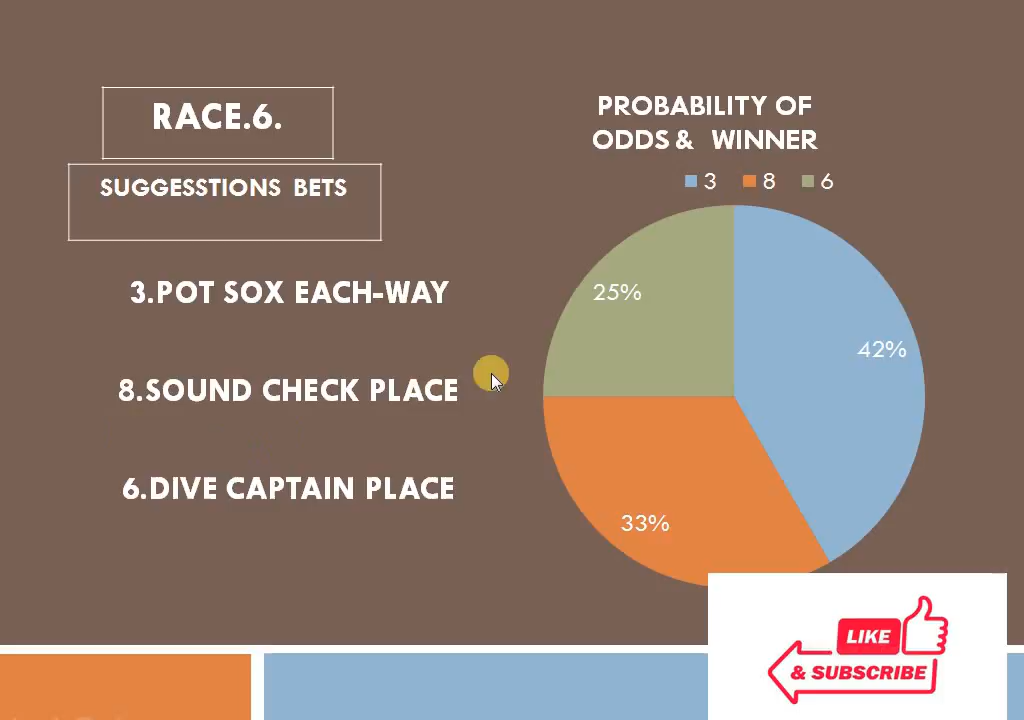 RACE.6.
SUGGESSTIONS BETS
3.POT SOX EACH-WAY
8.SOUND CHECK PLACE
6.DIVE CAPTAIN PLACE
PROBABILITY OF
ODDS & WINNER
3 8 6
25%
42%
33%
LIKE
& SUBSCRIBE